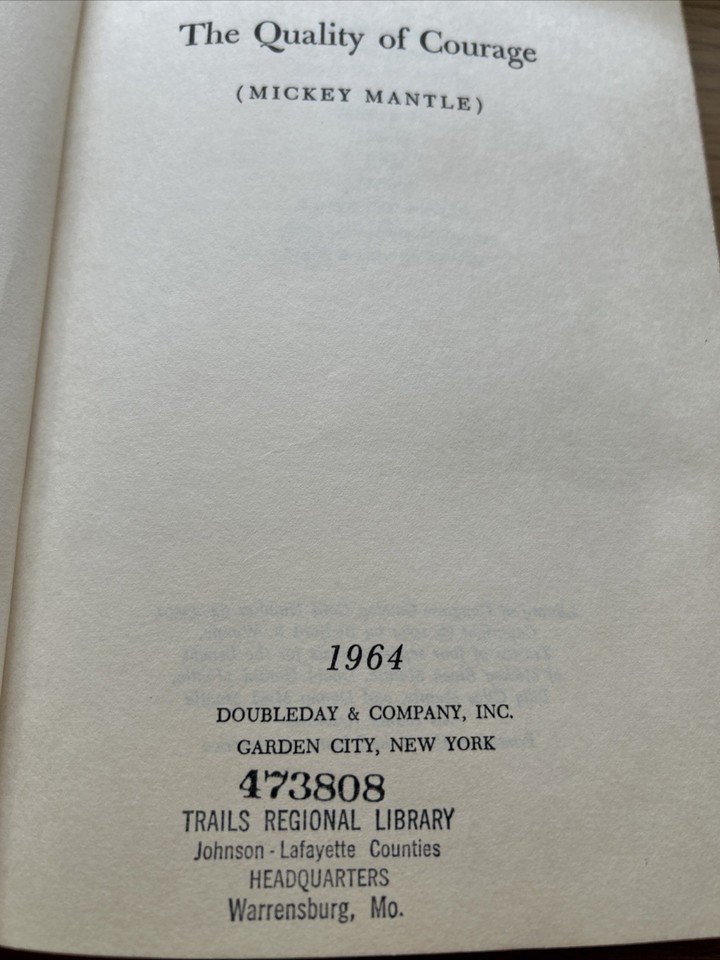 The Quality of Courage
(MICKEY MANTLE)
1964
DOUBLEDAY & COMPANY, INC.
GARDEN CITY, NEW YORK
473808
TRAILS REGIONAL LIBRARY
Johnson - Lafayette Counties
HEADQUARTERS
Warrensburg, Mo.